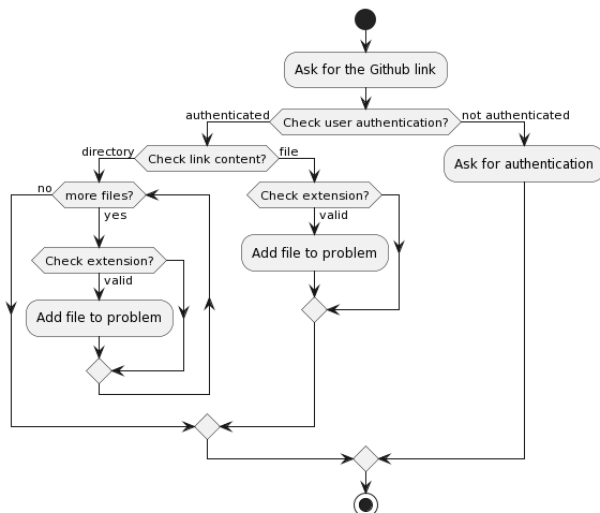 Ask for the Github link
Check user authentication?
authenticated
not authenticated
Check link content?
directory
file
Ask for authentication
more files?
no
yes
Check extension?
valid
Add file to problem
Check extension?
valid
Add file to problem